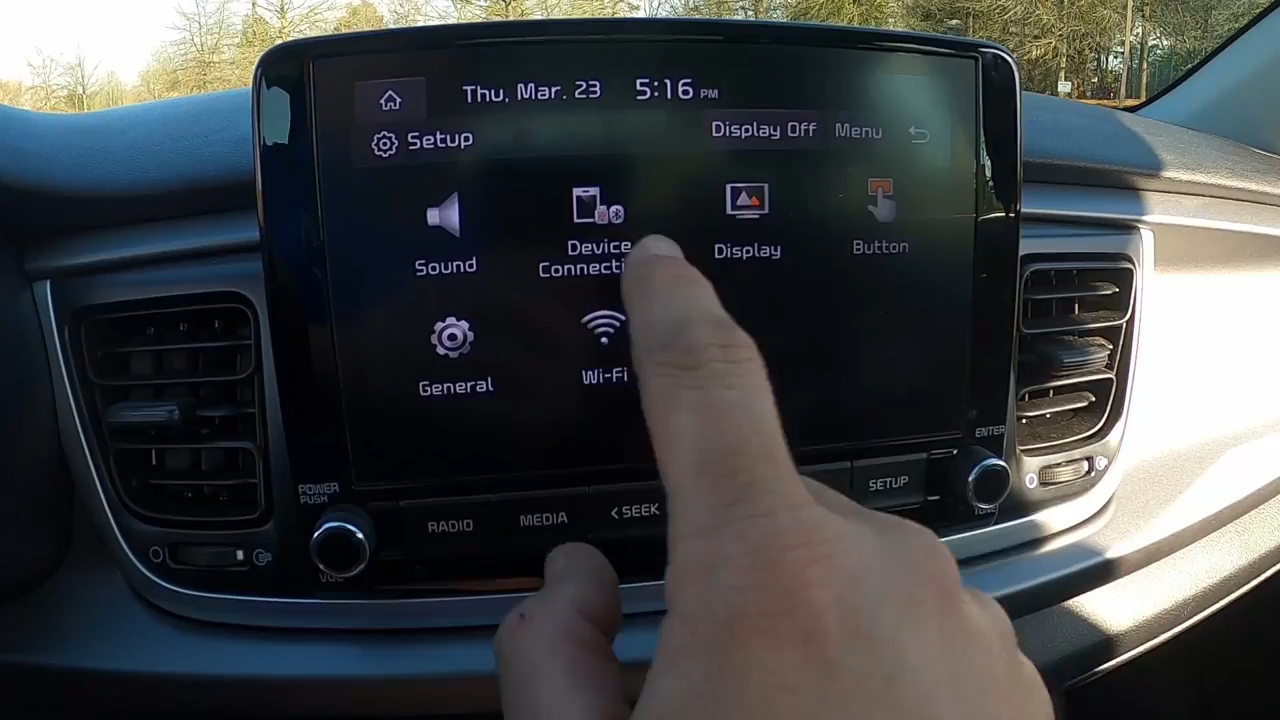 Thu, Mar. 23 5:16 PM
Setup Display Off Menu
Sound
Device
Connecti
Display
Button
General
Wi-Fi
POWER
PUSH
ENTER
RADIO MEDIA <SEEK SETUP